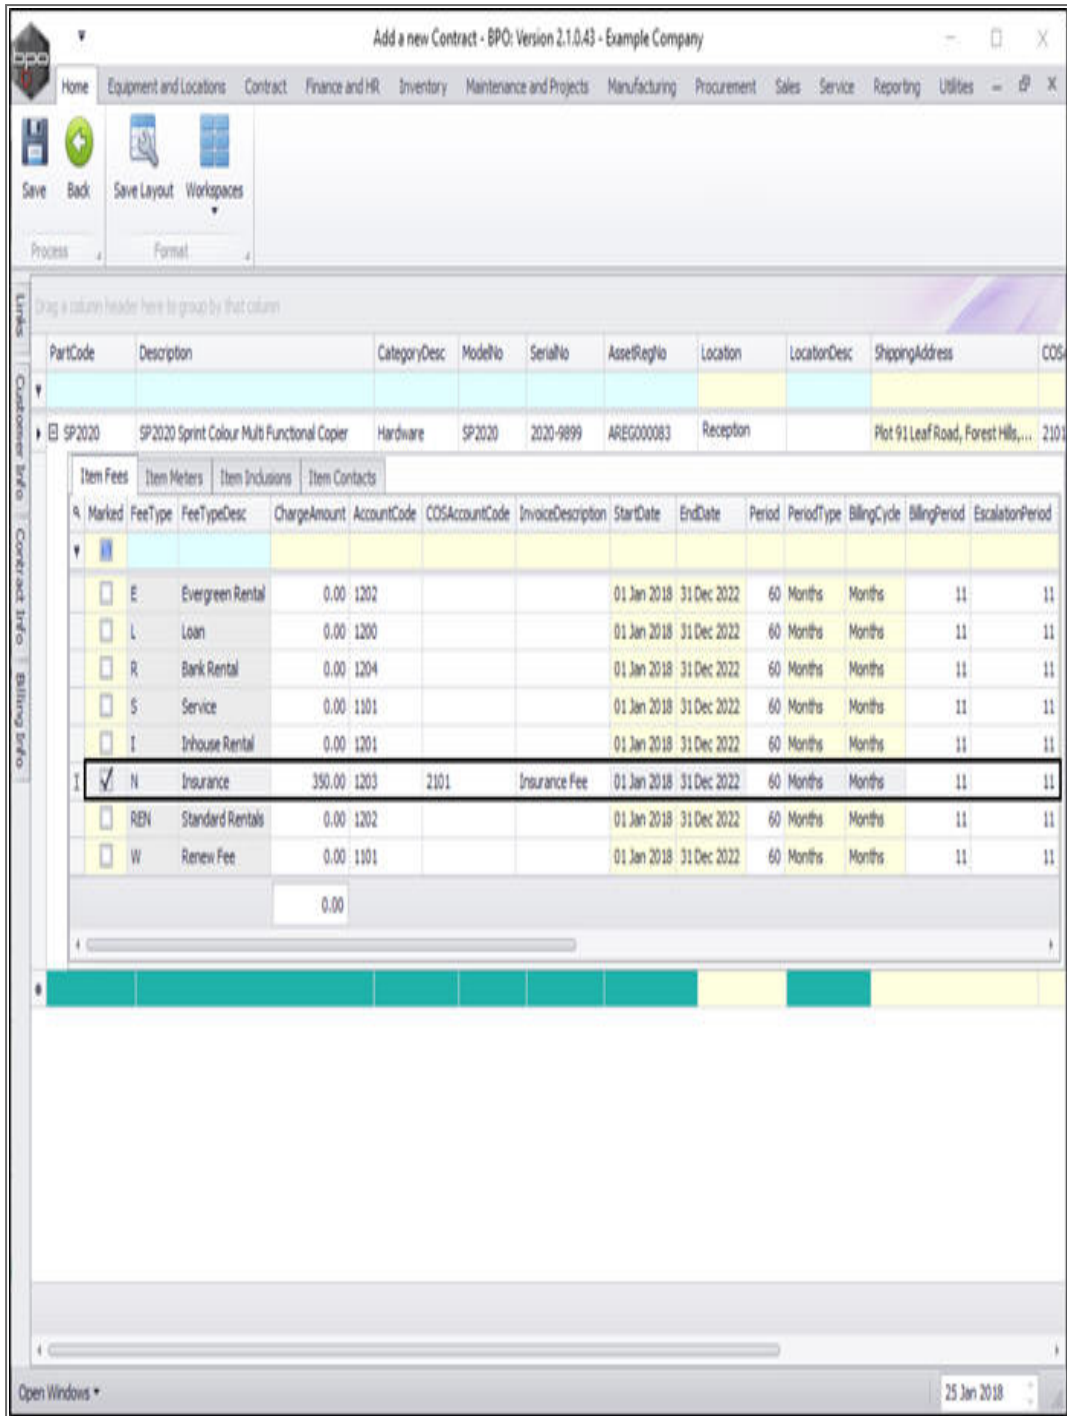 Add a new Contract - BPO: Version 2.1.0.43 - Example Company
bpo
Home Equipment and Locations Contract Finance and HR Inventory Maintenance and Projects Manufacturing Procurement Sales Service Reporting Utilities
Save Back Save Layout Workspaces
Process Format
Links
Customer Info
Contract Info
Billing Info
Drag a column header here to group by that column
PartCode Description CategoryDesc ModelNo SerialNo AssetRegNo Location LocationDesc ShippingAddress COSA
SP2020 SP2020 Sprint Colour Multi Functional Copier Hardware SP2020 2020-9899 AREG000083 Reception Plot 91 Leaf Road, Forest Hills,... 2101
Item Fees Item Meters Item Inclusions Item Contacts
Marked FeeType FeeTypeDesc ChargeAmount AccountCode COSAccountCode InvoiceDescription StartDate EndDate Period PeriodType BillingCycle BillingPeriod EscalationPeriod
E Evergreen Rental 0.00 1202 01 Jan 2018 31 Dec 2022 60 Months Months 11 11
L Loan 0.00 1200 01 Jan 2018 31 Dec 2022 60 Months Months 11 11
R Bank Rental 0.00 1204 01 Jan 2018 31 Dec 2022 60 Months Months 11 11
S Service 0.00 1101 01 Jan 2018 31 Dec 2022 60 Months Months 11 11
I Inhouse Rental 0.00 1201 01 Jan 2018 31 Dec 2022 60 Months Months 11 11
N Insurance 350.00 1203 2101 Insurance Fee 01 Jan 2018 31 Dec 2022 60 Months Months 11 11
REN Standard Rentals 0.00 1202 01 Jan 2018 31 Dec 2022 60 Months Months 11 11
W Renew Fee 0.00 1101 01 Jan 2018 31 Dec 2022 60 Months Months 11 11
0.00
Open Windows 25 Jan 2018